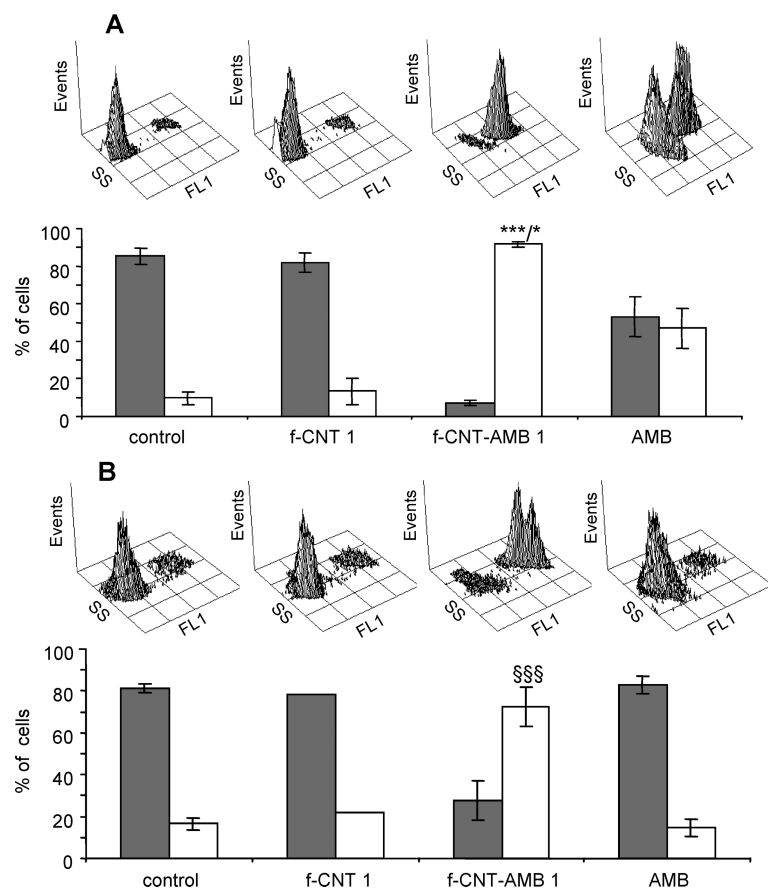 A
Events
SS
FL1
Events
SS
FL1
Events
SS
FL1
Events
SS
FL1
% of cells
100
80
60
40
20
0
***/*
control
f-CNT 1
f-CNT-AMB 1
AMB
B
Events
SS
FL1
Events
SS
FL1
Events
SS
FL1
Events
SS
FL1
% of cells
100
80
60
40
20
0
§§§
control
f-CNT 1
f-CNT-AMB 1
AMB